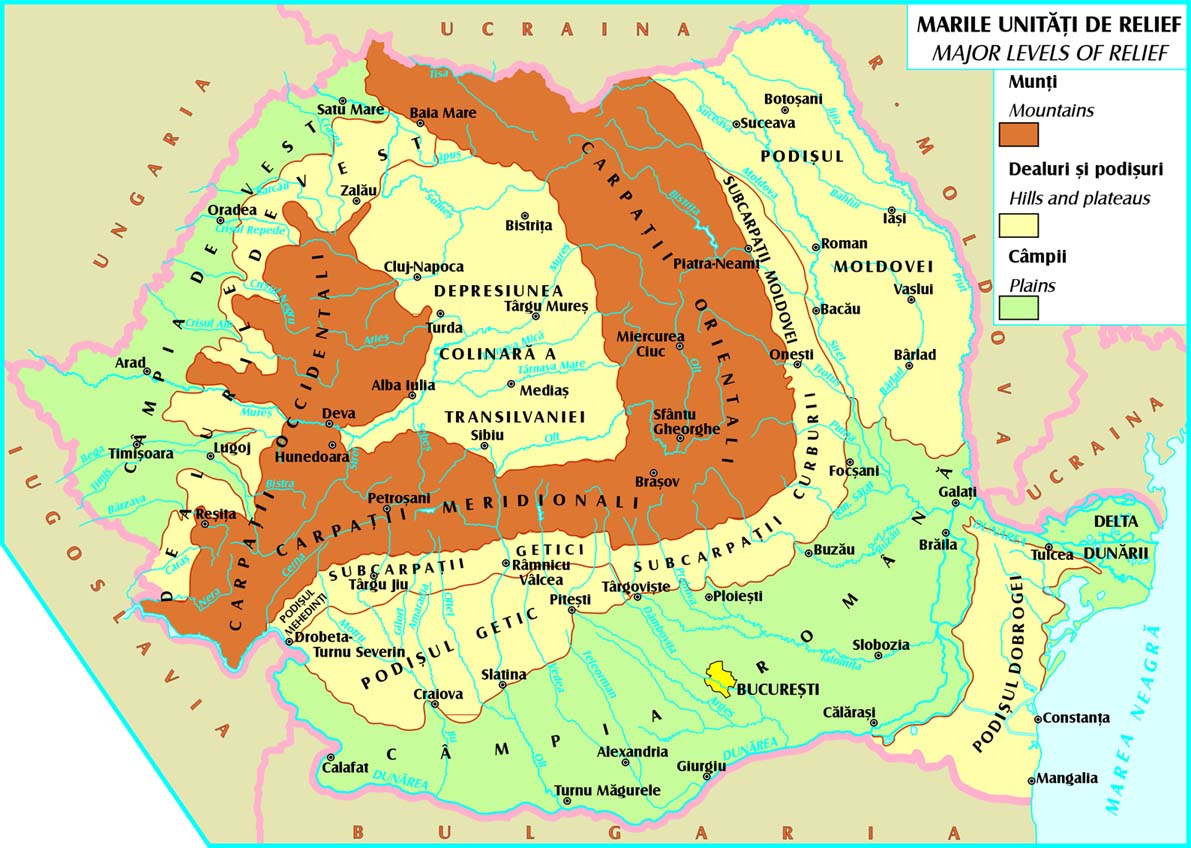 MARILE UNITĂȚI DE RELIEF
MAJOR LEVELS OF RELIEF
Munți
Mountains
Dealuri și podișuri
Hills and plateaus
Câmpii
Plains
UCRAINA
R. MOLDOVA
UCRAINA
UNGARIA
IUGOSLAVIA
BULGARIA
MAREA NEAGRĂ
CÂMPIA DE VEST
DEALURILE DE VEST
CARPAȚII OCCIDENTALI
CARPAȚII ORIENTALI
CARPAȚII MERIDIONALI
DEPRESIUNEA
COLINARĂ A
TRANSILVANIEI
SUBCARPAȚII MOLDOVEI
PODIȘUL
MOLDOVEI
SUBCARPAȚII
CURBURII
SUBCARPAȚII
GETICI
PODIȘUL
MEHEDINȚI
PODIȘUL GETIC
CÂMPIA ROMÂNĂ
PODIȘUL DOBROGEI
DELTA
DUNĂRII
Satu Mare
Baia Mare
Botoșani
Suceava
Zalău
Oradea
Bistrița
Iași
Roman
Piatra-Neamț
Cluj-Napoca
Târgu Mureș
Turda
Vaslui
Bacău
Miercurea
Ciuc
Onești
Bârlad
Arad
Alba Iulia
Mediaș
Deva
Sfântu
Gheorghe
Sibiu
Timișoara
Lugoj
Hunedoara
Focșani
Brașov
Petroșani
Galați
Reșița
Brăila
Tulcea
Buzău
Râmnicu
Vâlcea
Târgu Jiu
Târgoviște
Ploiești
Pitești
Drobeta-
Turnu Severin
Slobozia
Slatina
BUCUREȘTI
Craiova
Călărași
Constanța
Calafat
Alexandria
Giurgiu
Mangalia
Turnu Măgurele
Tisa
Lăpuș
Someș
Barcău
Crișul Repede
Crișul Negru
Crișul Alb
Arieș
Mureș
Târnava Mică
Târnava Mare
Mureș
Olt
Olt
Sebeș
Strei
Bega
Timiș
Bârzava
Bistra
Caraș
Nera
Cerna
Motru
Gilort
Amaradia
Olteț
Jiu
Olt
Vedea
Teleorman
Dâmbovița
Argeș
Prahova
Ialomița
Buzău
Râm. Sărat
Putna
Trotuș
Siret
Bârlad
Prut
Bahlui
Jijia
Suceava
Moldova
Bistrița
DUNĂREA
DUNĂREA